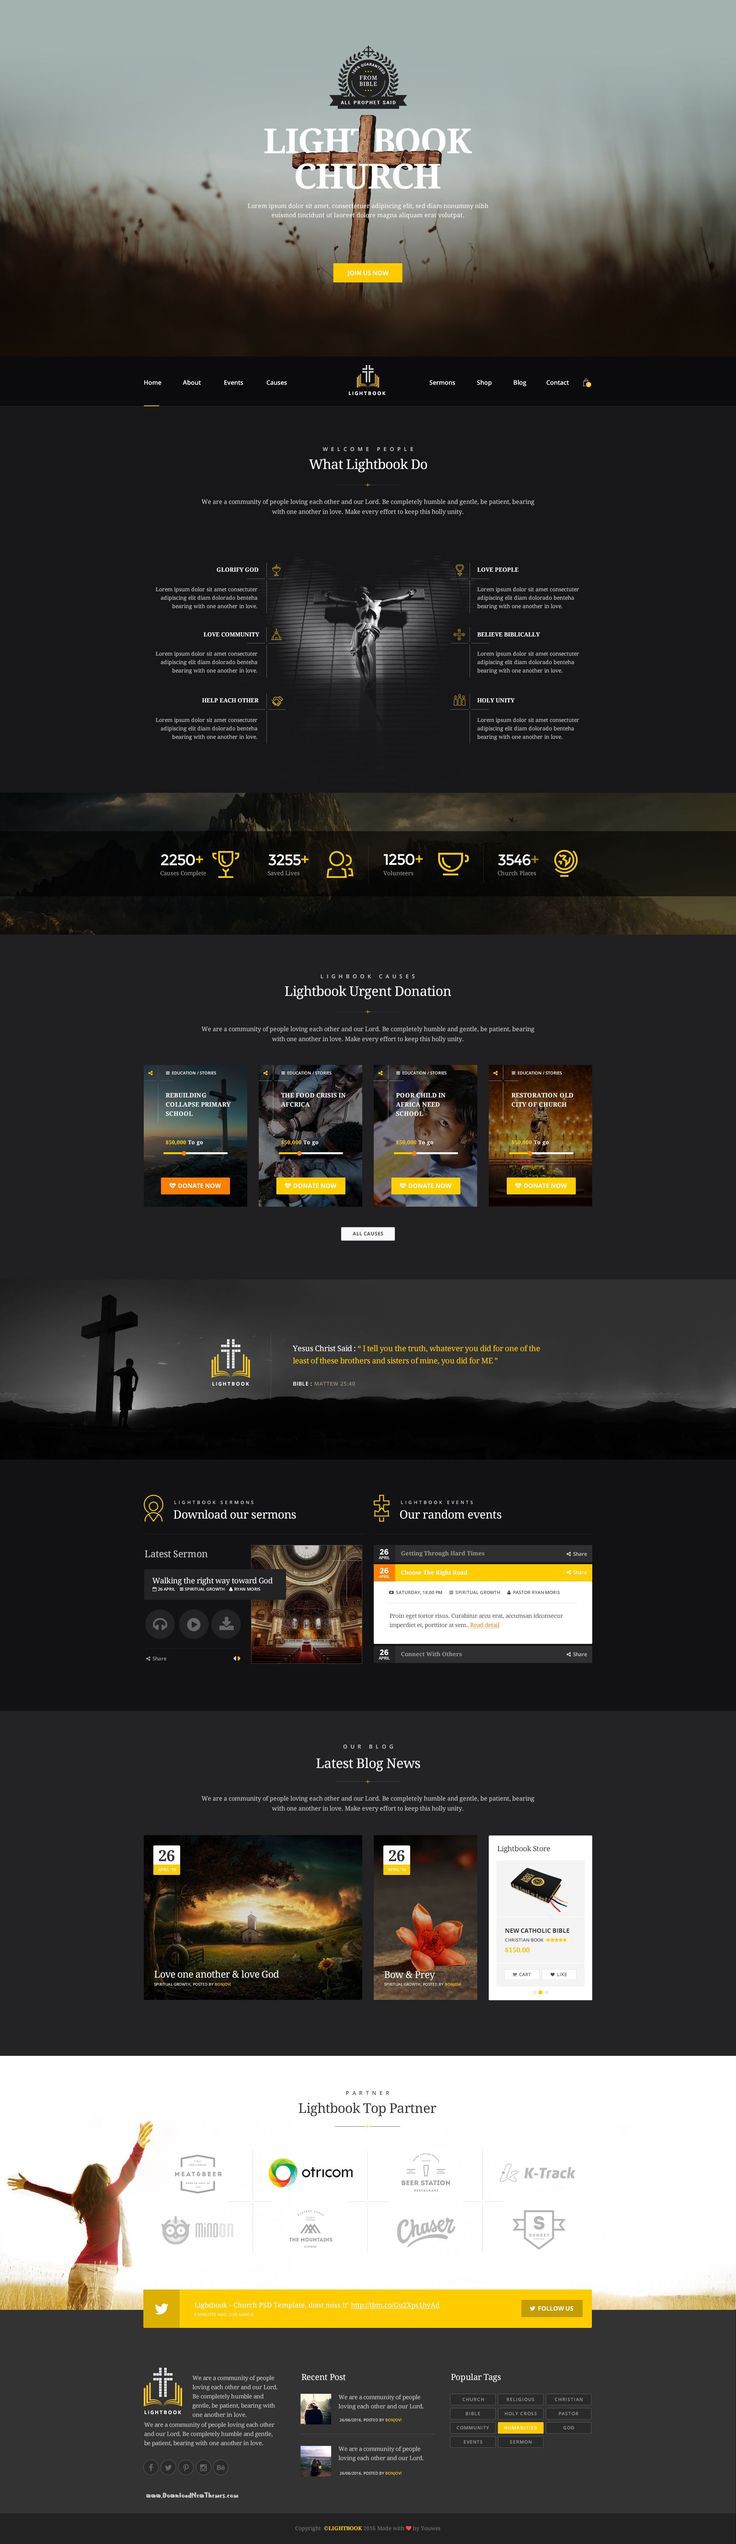 100% GUARANTEED
FROM
BIBLE
ALL PROPHET SAID
LIGHTBOOK
CHURCH
Lorem ipsum dolor sit amet, consectetuer adipiscing elit, sed diam nonummy nibh
euismod tincidunt ut laoreet dolore magna aliquam erat volutpat.
JOIN US NOW
Home About Events Causes LIGHTBOOK Sermons Shop Blog Contact
WELCOME PEOPLE
What Lightbook Do
We are a community of people loving each other and our Lord. Be completely humble and gentle, be patient, bearing
with one another in love. Make every effort to keep this holly unity.
GLORIFY GOD
Lorem ipsum dolor sit amet consectuter
adipiscing elit diam dolorado benteha
bearing with one another in love.
LOVE PEOPLE
Lorem ipsum dolor sit amet consectuter
adipiscing elit diam dolorado benteha
bearing with one another in love.
LOVE COMMUNITY
Lorem ipsum dolor sit amet consectuter
adipiscing elit diam dolorado benteha
bearing with one another in love.
BELIEVE BIBLICALLY
Lorem ipsum dolor sit amet consectuter
adipiscing elit diam dolorado benteha
bearing with one another in love.
HELP EACH OTHER
Lorem ipsum dolor sit amet consectuter
adipiscing elit diam dolorado benteha
bearing with one another in love.
HOLY UNITY
Lorem ipsum dolor sit amet consectuter
adipiscing elit diam dolorado benteha
bearing with one another in love.
2250+
Causes Complete
3255+
Saved Lives
1250+
Volunteers
3546+
Church Places
LIGHBOOK CAUSES
Lightbook Urgent Donation
We are a community of people loving each other and our Lord. Be completely humble and gentle, be patient, bearing
with one another in love. Make every effort to keep this holly unity.
EDUCATION / STORIES
REBUILDING
COLLAPSE PRIMARY
SCHOOL
$50,000 To go
DONATE NOW
EDUCATION / STORIES
THE FOOD CRISIS IN
AFCRICA
$50,000 To go
DONATE NOW
EDUCATION / STORIES
POOR CHILD IN
AFRICA NEED
SCHOOL
$50,000 To go
DONATE NOW
EDUCATION / STORIES
RESTORATION OLD
CITY OF CHURCH
$50,000 To go
DONATE NOW
ALL CAUSES
LIGHTBOOK
Yesus Christ Said : “ I tell you the truth, whatever you did for one of the
least of these brothers and sisters of mine, you did for ME ”
BIBLE : MATTEW 25:40
LIGHTBOOK SERMONS
Download our sermons
Latest Sermon
Walking the right way toward God
26 APRIL SPIRITUAL GROWTH RYAN MORIS
Share
LIGHTBOOK EVENTS
Our random events
26
APRIL
Getting Through Hard Times
Share
26
APRIL
Choose The Right Road
Share
SATURDAY, 18.00 PM SPIRITUAL GROWTH PASTOR RYAN MORIS
Proin eget tortor risus. Curabitur arcu erat, accumsan idconsecur
imperdiet et, porttitor at sem.. Read detail
26
APRIL
Connect With Others
Share
OUR BLOG
Latest Blog News
We are a community of people loving each other and our Lord. Be completely humble and gentle, be patient, bearing
with one another in love. Make every effort to keep this holly unity.
26
APRIL '16
Love one another & love God
SPIRITUAL GROWTH, POSTED BY BONJOVI
26
APRIL '16
Bow & Prey
SPIRITUAL GROWTH, POSTED BY BONJOVI
Lightbook Store
NEW CATHOLIC BIBLE
CHRISTIAN BOOK
$150.00
CART LIKE
PARTNER
Lightbook Top Partner
MEAT&BEER
otricom
BEER STATION
RESTAURANT
K-Track
MINDON
THE MOUNTAINS
Chaser
S
SUNSET
Lightbook - Church PSD Template, dont miss it' http://tbm.co/Gu2Xps1hyAd
FOLLOW US
LIGHTBOOK
We are a community of people
loving each other and our Lord.
Be completely humble and
gentle, be patient, bearing with
one another in love.
We are a community of people loving each other
and our Lord. Be completely humble and gentle,
be patient, bearing with one another in love.
Recent Post
We are a community of people
loving each other and our Lord.
26/06/2016, POSTED BY BONJOVI
We are a community of people
loving each other and our Lord.
26/06/2016, POSTED BY BONJOVI
Popular Tags
CHURCH RELIGIOUS CHRISTIAN
BIBLE HOLY CROSS PASTOR
COMMUNITY HUMANITIES GOD
EVENTS SERMON
www.DownloadNewThemes.com
Copyright ©LIGHTBOOK 2016 Made with by Youwes